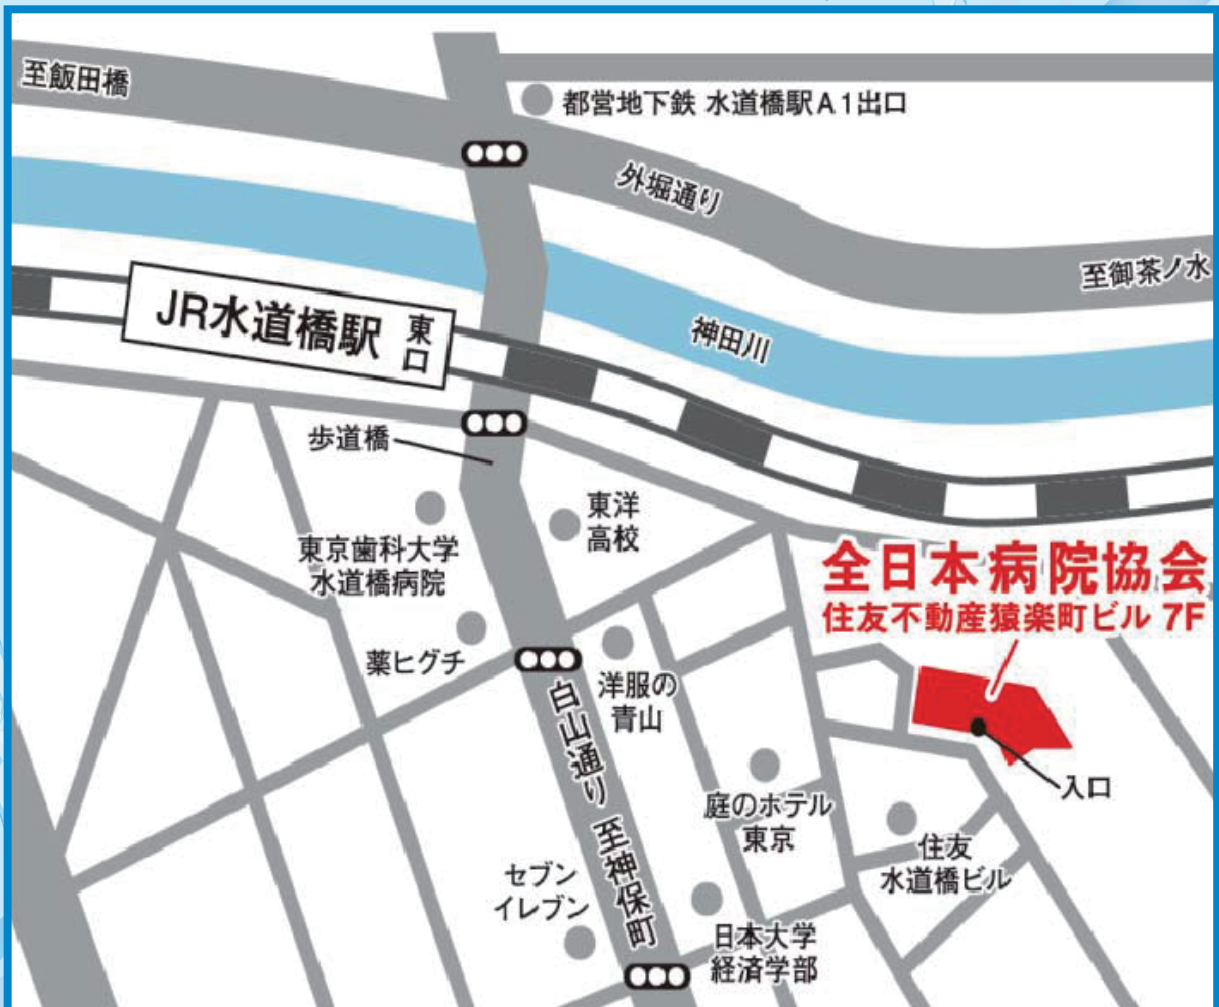 至飯田橋
都営地下鉄 水道橋駅A1出口
外堀通り
至御茶ノ水
JR水道橋駅 東口
神田川
歩道橋
東洋
高校
東京歯科大学
水道橋病院
全日本病院協会
住友不動産猿楽町ビル 7F
薬ヒグチ
洋服の
青山
白山通り 至神保町
入口
庭のホテル
東京
住友
水道橋ビル
セブン
イレブン
日本大学
経済学部